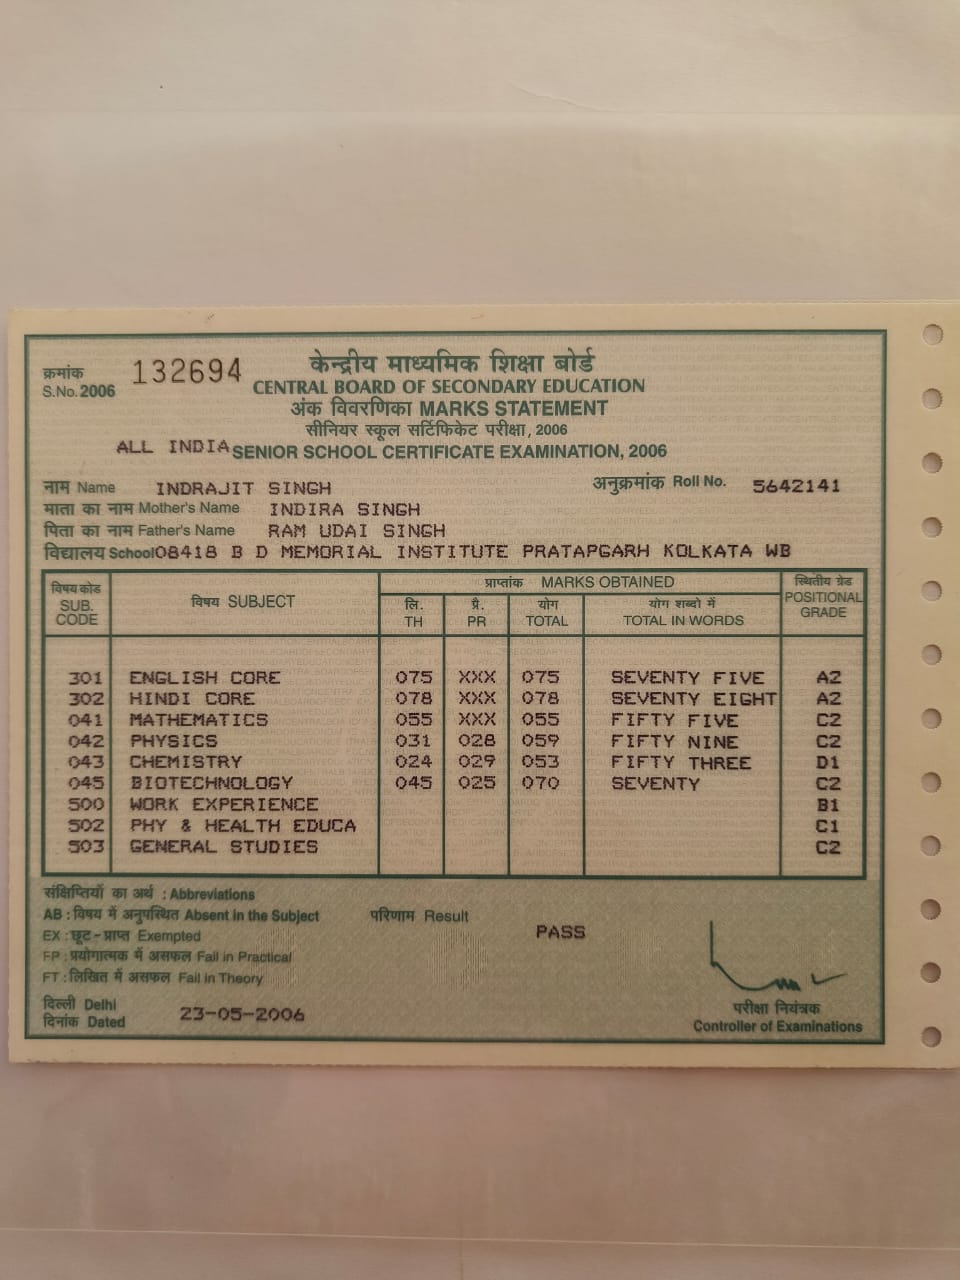 क्रमांक 132694 केन्द्रीय माध्यमिक शिक्षा बोर्ड
S.No. 2006 CENTRAL BOARD OF SECONDARY EDUCATION
अंक विवरणिका MARKS STATEMENT
सीनियर स्कूल सर्टिफिकेट परीक्षा, 2006
ALL INDIA SENIOR SCHOOL CERTIFICATE EXAMINATION, 2006
नाम Name INDRAJIT SINGH अनुक्रमांक Roll No. 5642141
माता का नाम Mother's Name INDIRA SINGH
पिता का नाम Father's Name RAM UDAI SINGH
विद्यालय School 08418 B D MEMORIAL INSTITUTE PRATAPGARH KOLKATA WB
विषय कोड SUB. CODE विषय SUBJECT प्राप्तांक MARKS OBTAINED स्थितीय ग्रेड POSITIONAL GRADE
लि. TH प्रै. PR योग TOTAL योग शब्दो में TOTAL IN WORDS
301 ENGLISH CORE 075 XXX 075 SEVENTY FIVE A2
302 HINDI CORE 078 XXX 078 SEVENTY EIGHT A2
041 MATHEMATICS 055 XXX 055 FIFTY FIVE C2
042 PHYSICS 031 028 059 FIFTY NINE C2
043 CHEMISTRY 024 029 053 FIFTY THREE D1
045 BIOTECHNOLOGY 045 025 070 SEVENTY C2
500 WORK EXPERIENCE B1
502 PHY & HEALTH EDUCA C1
503 GENERAL STUDIES C2
संक्षिप्तियों का अर्थ : Abbreviations
AB : विषय में अनुपस्थित Absent in the Subject परिणाम Result PASS
EX : छूट-प्राप्त Exempted
FP : प्रयोगात्मक में असफल Fail in Practical
FT : लिखित में असफल Fail in Theory
दिल्ली Delhi
दिनांक Dated 23-05-2006
परीक्षा नियंत्रक
Controller of Examinations